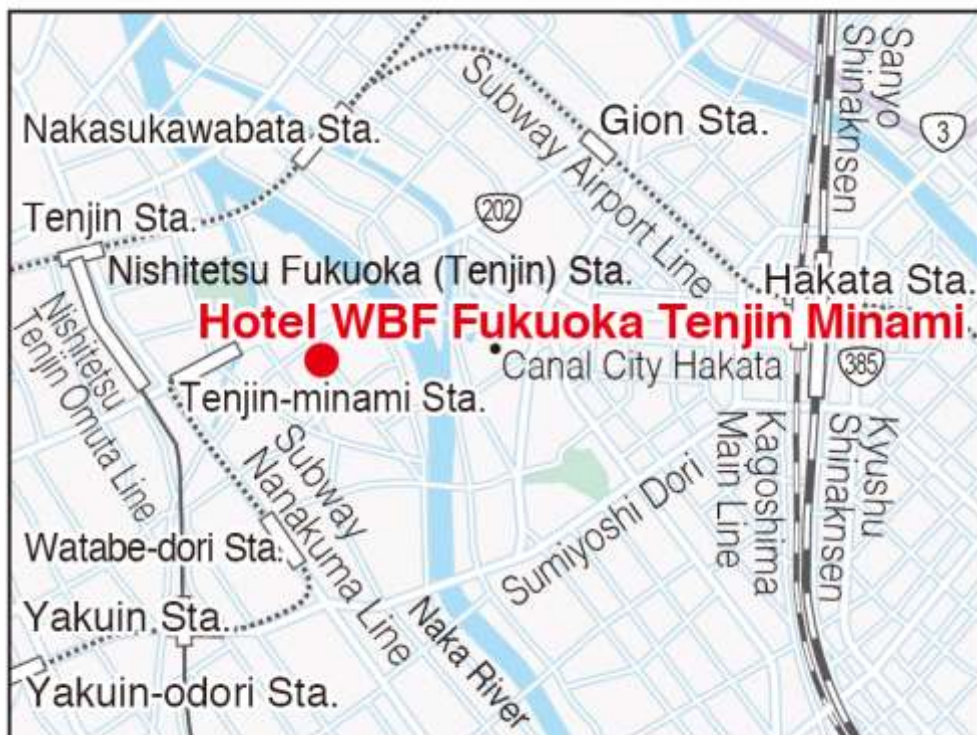 Sanyo
Shinaknsen
3
Nakasukawabata Sta.
Gion Sta.
Subway Airport Line
202
Tenjin Sta.
Nishitetsu Fukuoka (Tenjin) Sta.
Hakata Sta.
Hotel WBF Fukuoka Tenjin Minami
Nishitetsu
Tenjin Omuta Line
Canal City Hakata
385
Tenjin-minami Sta.
Subway
Nanakuma Line
Kagoshima
Main Line
Kyushu
Shinaknsen
Sumiyoshi Dori
Watabe-dori Sta.
Yakuin Sta.
Naka River
Yakuin-odori Sta.